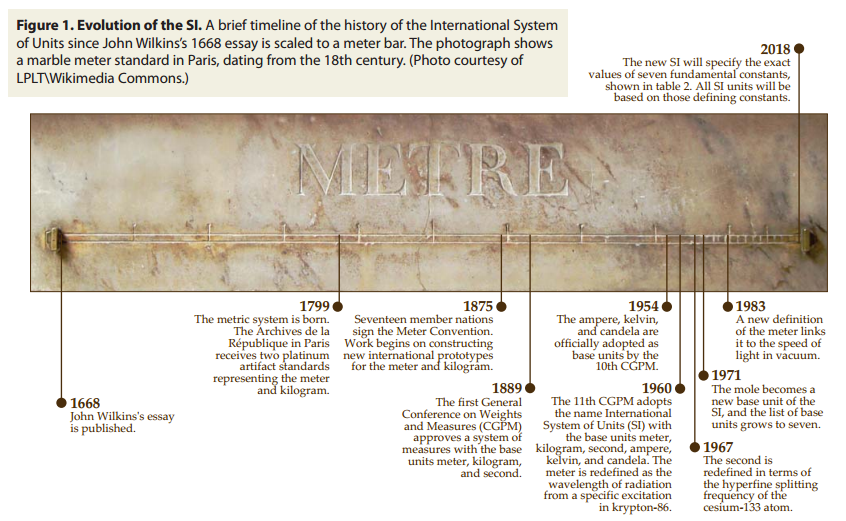 Figure 1. Evolution of the SI. A brief timeline of the history of the International System
of Units since John Wilkins's 1668 essay is scaled to a meter bar. The photograph shows
a marble meter standard in Paris, dating from the 18th century. (Photo courtesy of
LPLT\Wikimedia Commons.)
2018
The new SI will specify the exact
values of seven fundamental constants,
shown in table 2. All SI units will be
based on those defining constants.
METRE
1668
John Wilkins's essay
is published.
1799
The metric system is born.
The Archives de la
République in Paris
receives two platinum
artifact standards
representing the meter
and kilogram.
1875
Seventeen member nations
sign the Meter Convention.
Work begins on constructing
new international prototypes
for the meter and kilogram.
1889
The first General
Conference on Weights
and Measures (CGPM)
approves a system of
measures with the base
units meter, kilogram,
and second.
1954
The ampere, kelvin,
and candela are
officially adopted as
base units by the
10th CGPM.
1960
The 11th CGPM adopts
the name International
System of Units (SI) with
the base units meter,
kilogram, second, ampere,
kelvin, and candela. The
meter is redefined as the
wavelength of radiation
from a specific excitation
in krypton-86.
1967
The second is
redefined in terms of
the hyperfine splitting
frequency of the
cesium-133 atom.
1971
The mole becomes a
new base unit of the
SI, and the list of base
units grows to seven.
1983
A new definition
of the meter links
it to the speed of
light in vacuum.